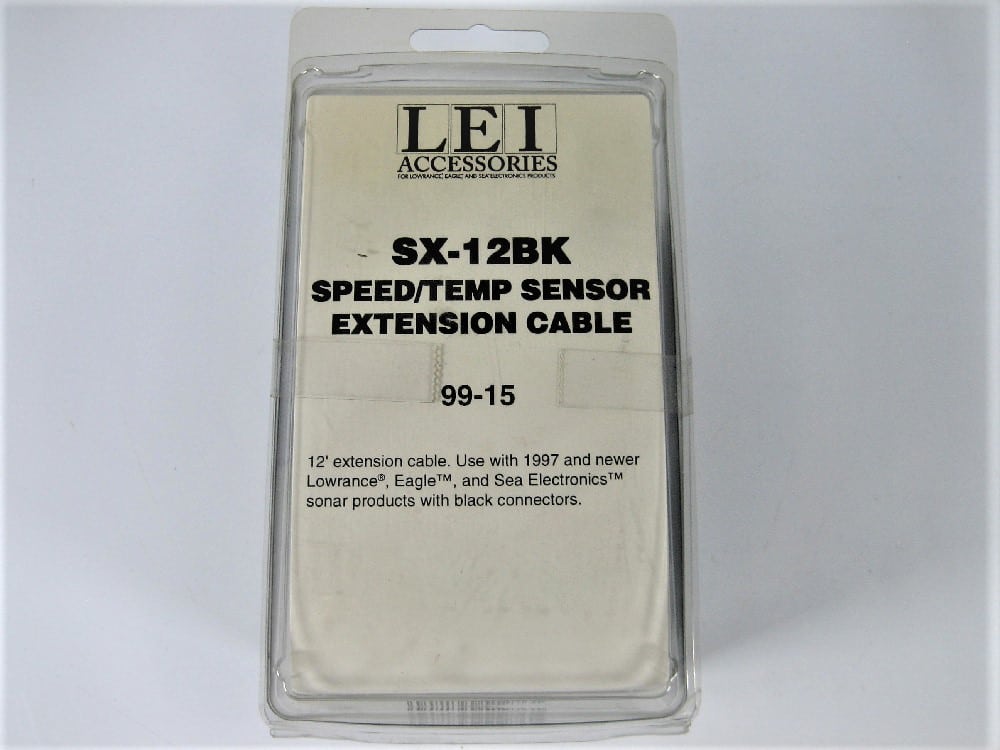 LEI
ACCESSORIES
FOR LOWRANCE, EAGLE, AND SEA ELECTRONICS PRODUCTS
SX-12BK
SPEED/TEMP SENSOR
EXTENSION CABLE
99-15
12' extension cable. Use with 1997 and newer
Lowrance®, Eagle™, and Sea Electronics™
sonar products with black connectors.